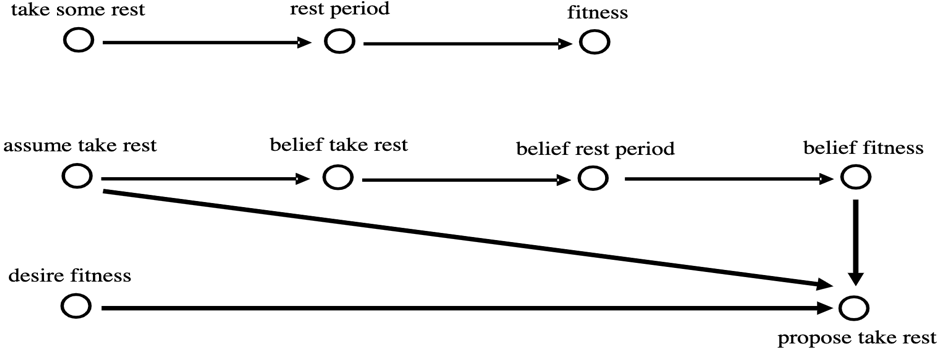 take some rest
rest period
fitness
assume take rest
belief take rest
belief rest period
belief fitness
desire fitness
propose take rest